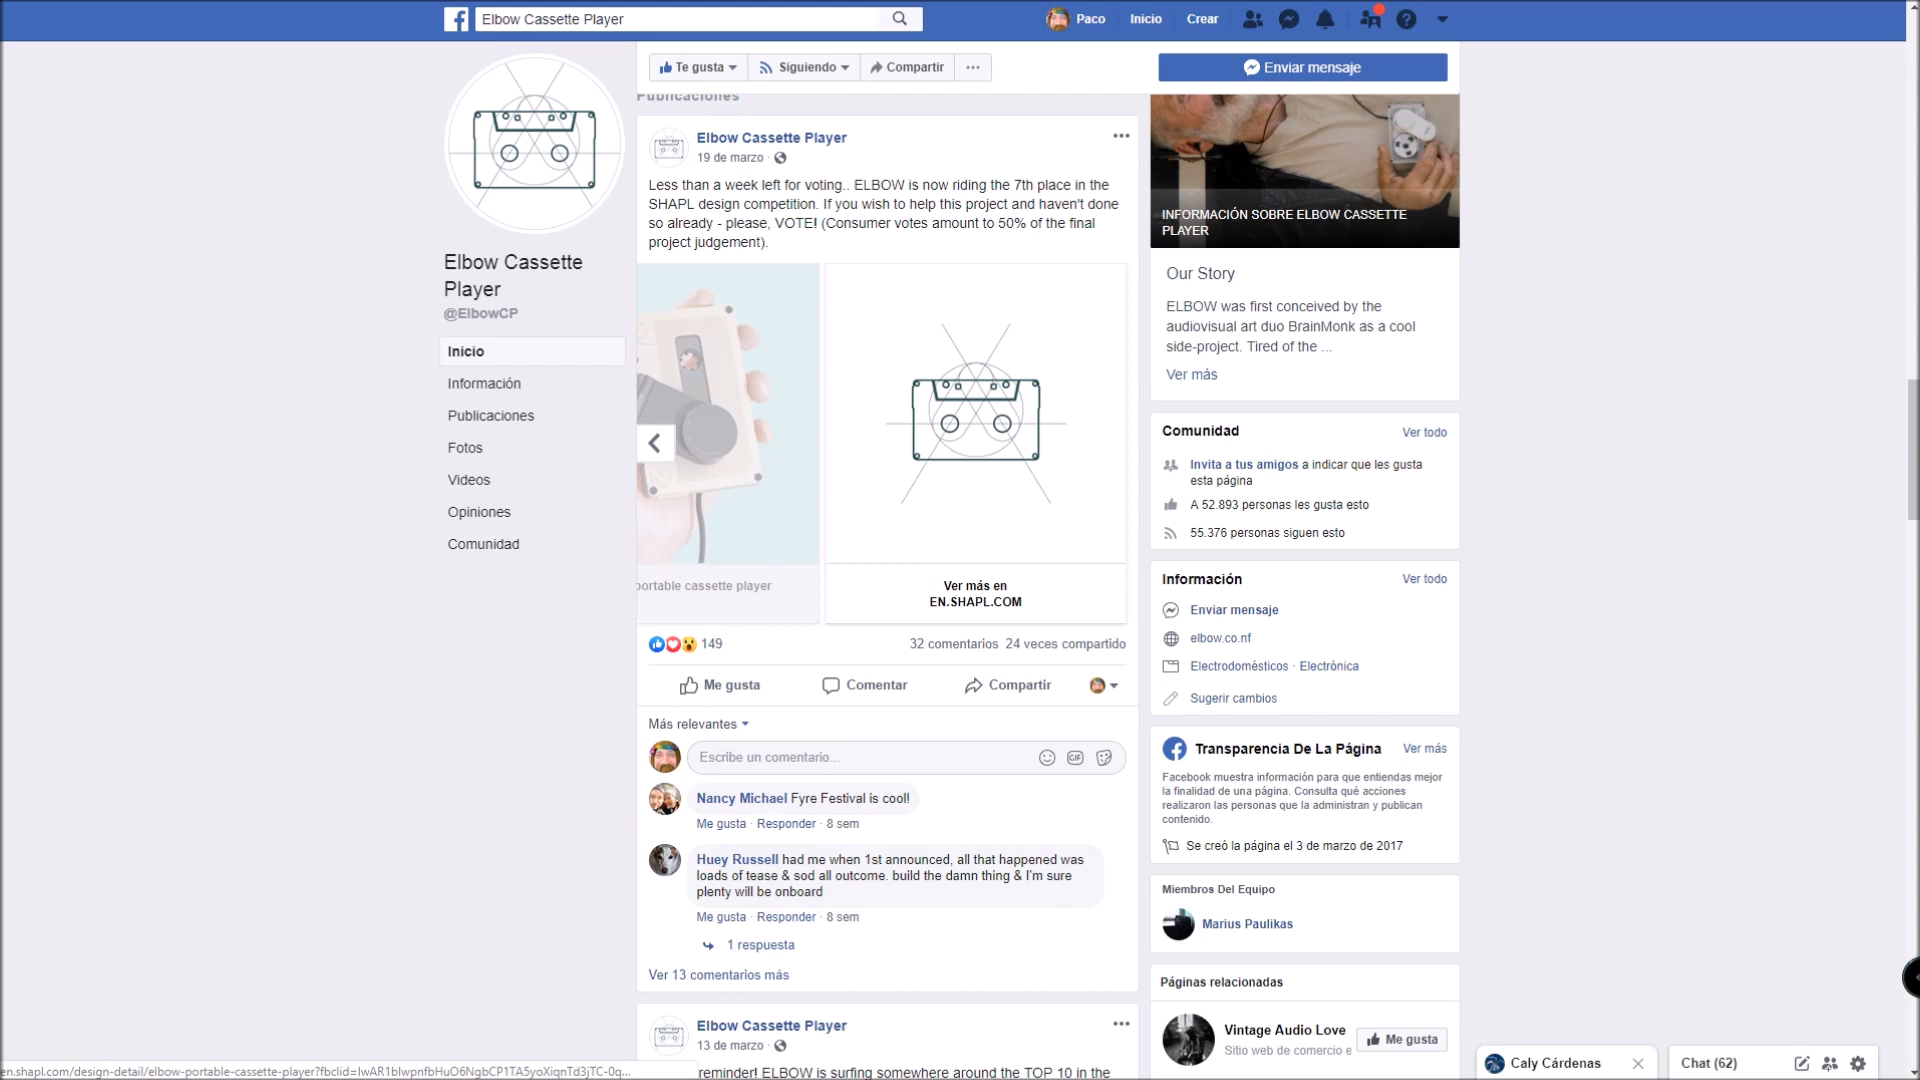 Elbow Cassette Player
Paco
Inicio
Crear
Te gusta
Siguiendo
Compartir
Enviar mensaje
Elbow Cassette
Player
@ElbowCP
Inicio
Información
Publicaciones
Fotos
Videos
Opiniones
Comunidad
Publicaciones
Elbow Cassette Player
19 de marzo ·
Less than a week left for voting.. ELBOW is now riding the 7th place in the
SHAPL design competition. If you wish to help this project and haven't done
so already - please, VOTE! (Consumer votes amount to 50% of the final
project judgement).
portable cassette player
Ver más en
EN.SHAPL.COM
149
32 comentarios 24 veces compartido
Me gusta
Comentar
Compartir
Más relevantes
Escribe un comentario...
GIF
Nancy Michael Fyre Festival is cool!
Me gusta · Responder · 8 sem
Huey Russell had me when 1st announced, all that happened was
loads of tease & sod all outcome. build the damn thing & I'm sure
plenty will be onboard
Me gusta · Responder · 8 sem
1 respuesta
Ver 13 comentarios más
Elbow Cassette Player
13 de marzo ·
reminder! ELBOW is surfing somewhere around the TOP 10 in the
INFORMACIÓN SOBRE ELBOW CASSETTE
PLAYER
Our Story
ELBOW was first conceived by the
audiovisual art duo BrainMonk as a cool
side-project. Tired of the ...
Ver más
Comunidad
Ver todo
Invita a tus amigos a indicar que les gusta
esta página
A 52.893 personas les gusta esto
55.376 personas siguen esto
Información
Ver todo
Enviar mensaje
elbow.co.nf
Electrodomésticos · Electrónica
Sugerir cambios
Transparencia De La Página
Ver más
Facebook muestra información para que entiendas mejor
la finalidad de una página. Consulta qué acciones
realizaron las personas que la administran y publican
contenido.
Se creó la página el 3 de marzo de 2017
Miembros Del Equipo
Marius Paulikas
Páginas relacionadas
Vintage Audio Love
Sitio web de comercio e
Me gusta
Caly Cárdenas
Chat (62)